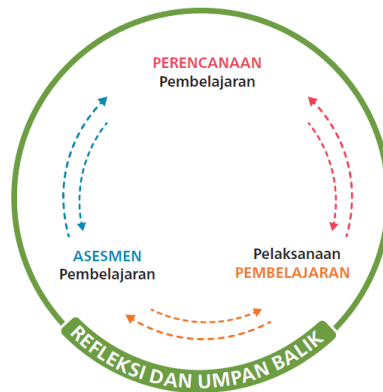 PERENCANAAN
Pembelajaran
ASESMEN
Pembelajaran
Pelaksanaan
PEMBELAJARAN
REFLEKSI DAN UMPAN BALIK